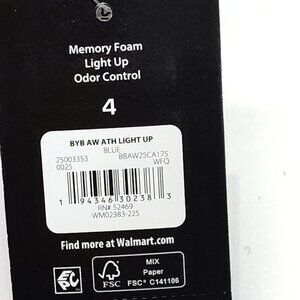 Memory Foam
Light Up
Odor Control
4
BYB AW ATH LIGHT UP
BLUE
25003353 BBAW25CA17S
0025 WFQ
1 94346 30238 3
RN# 52469
WM02383-225
Find more at Walmart.com
FSC
MIX
Paper
FSC® C141106